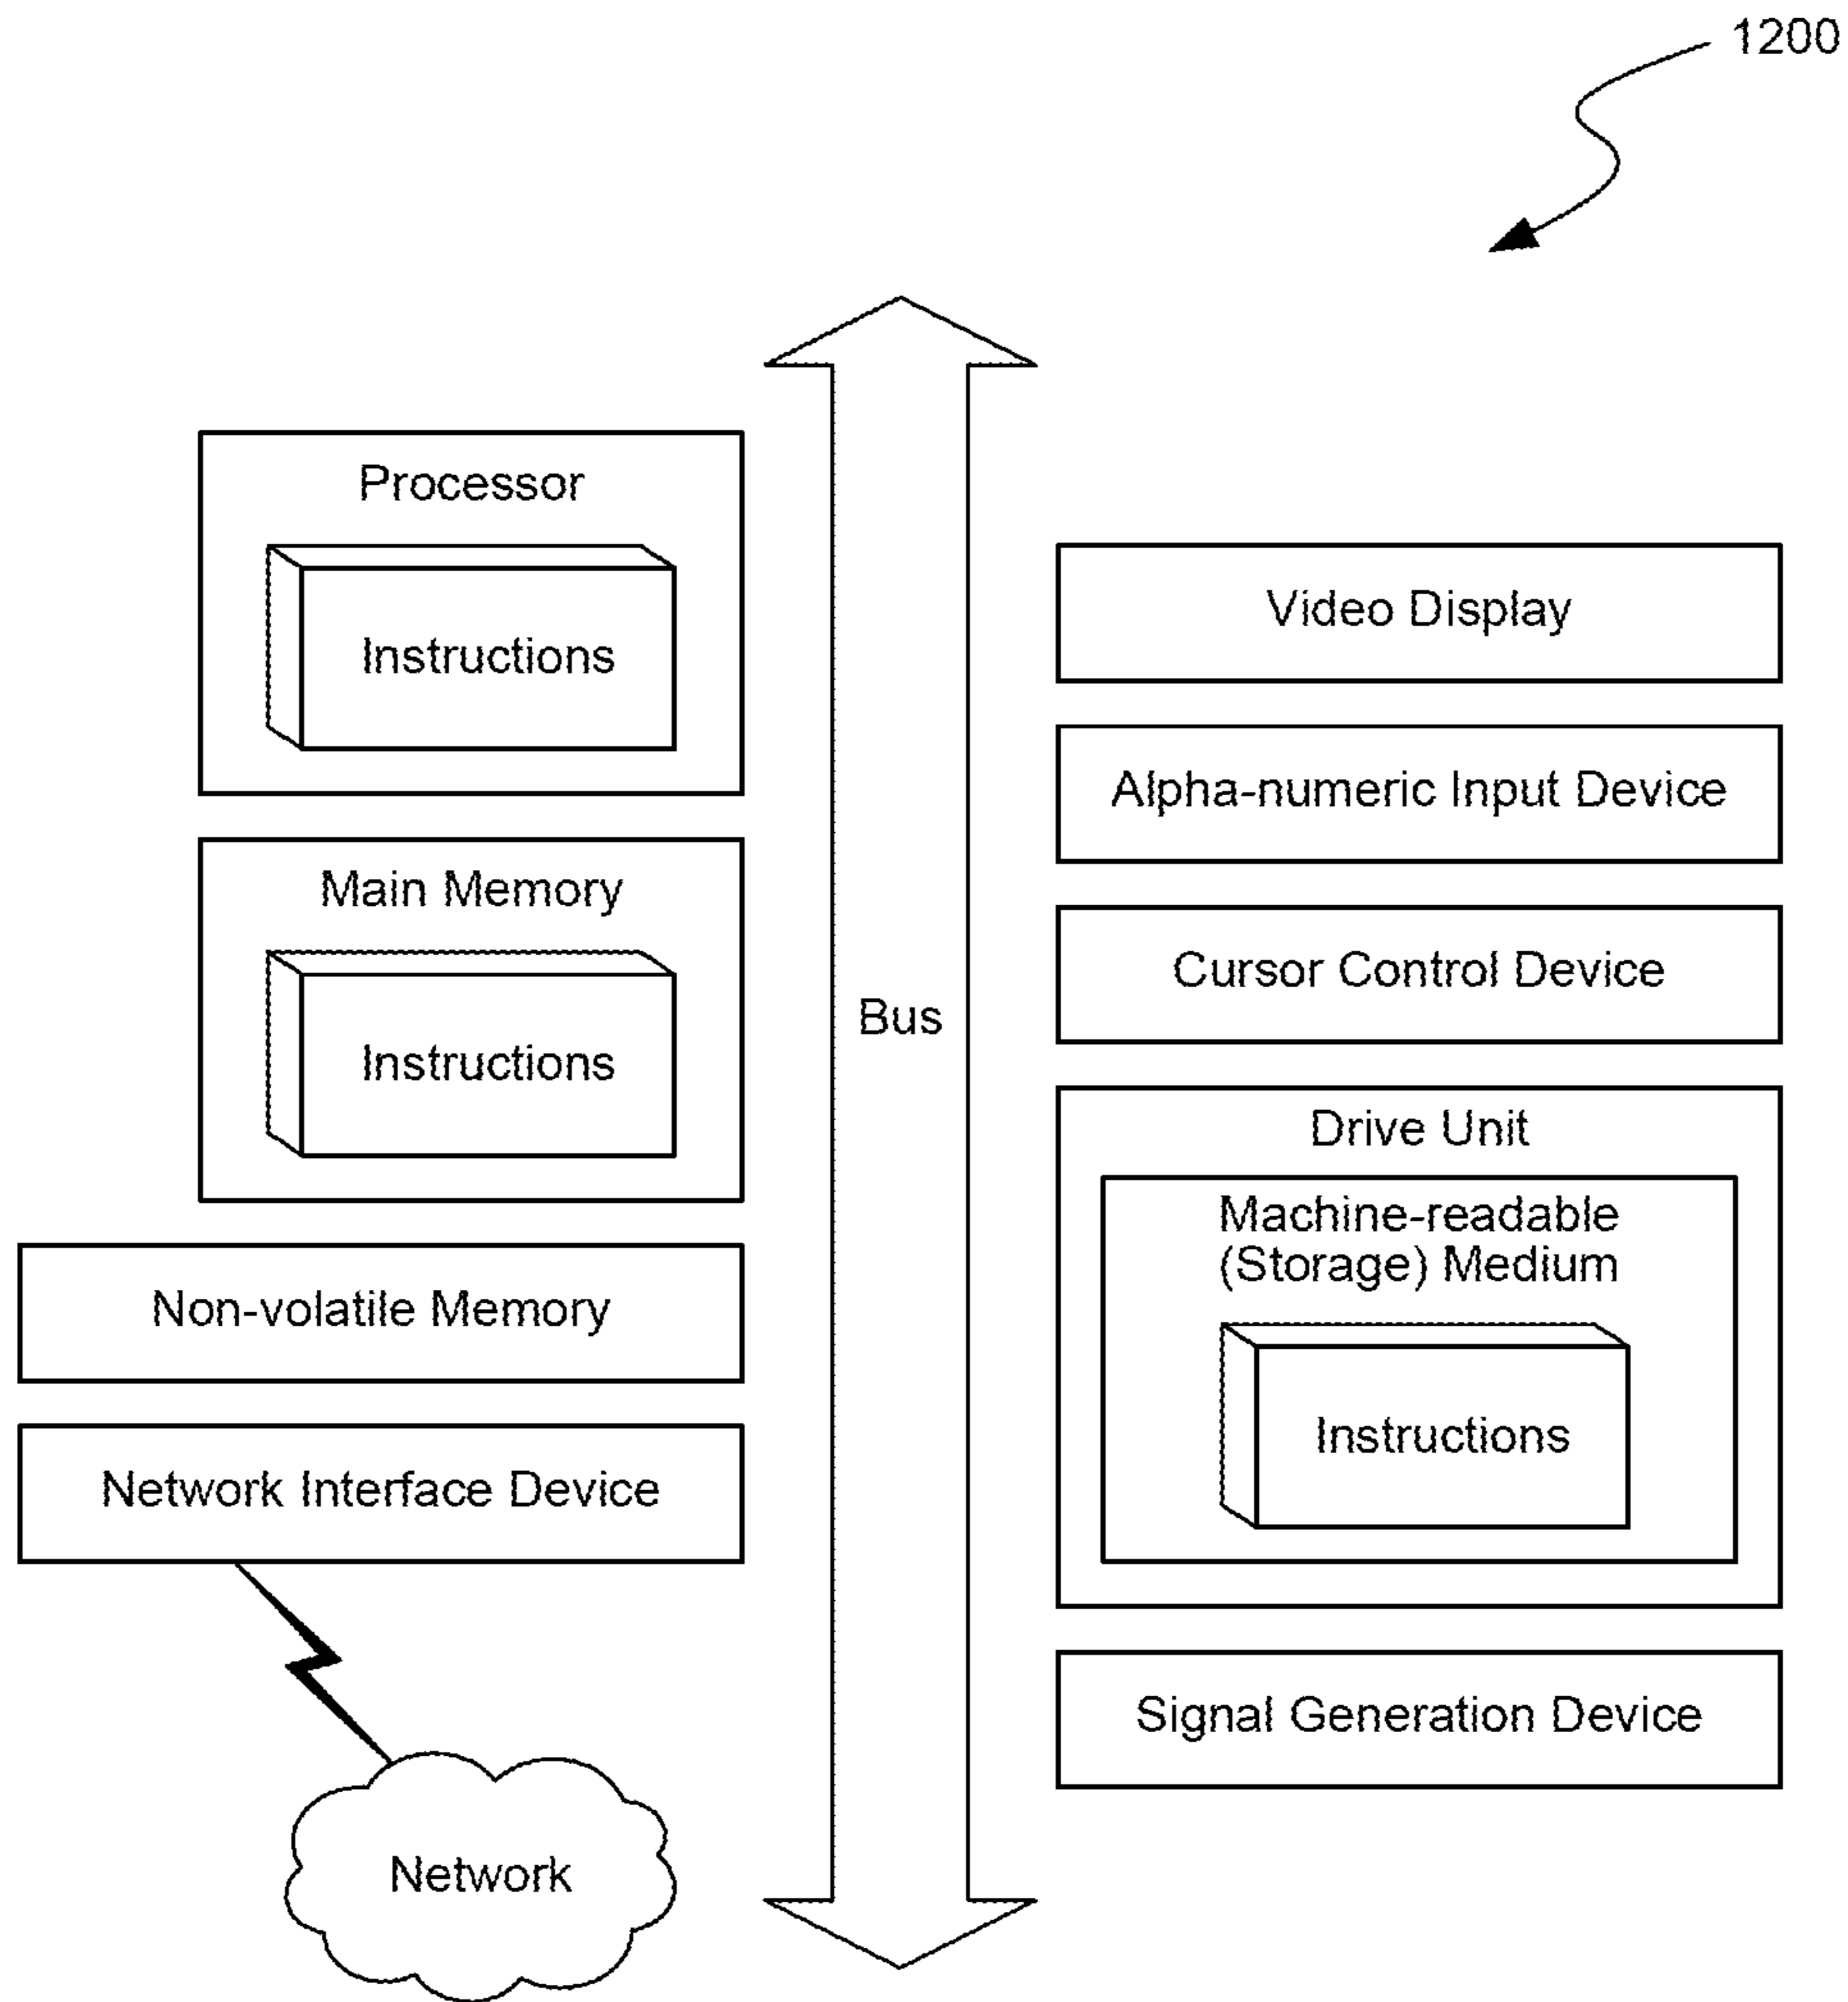 1200
Processor
Instructions
Main Memory
Instructions
Non-volatile Memory
Network Interface Device
Network
Bus
Video Display
Alpha-numeric Input Device
Cursor Control Device
Drive Unit
Machine-readable
(Storage) Medium
Instructions
Signal Generation Device